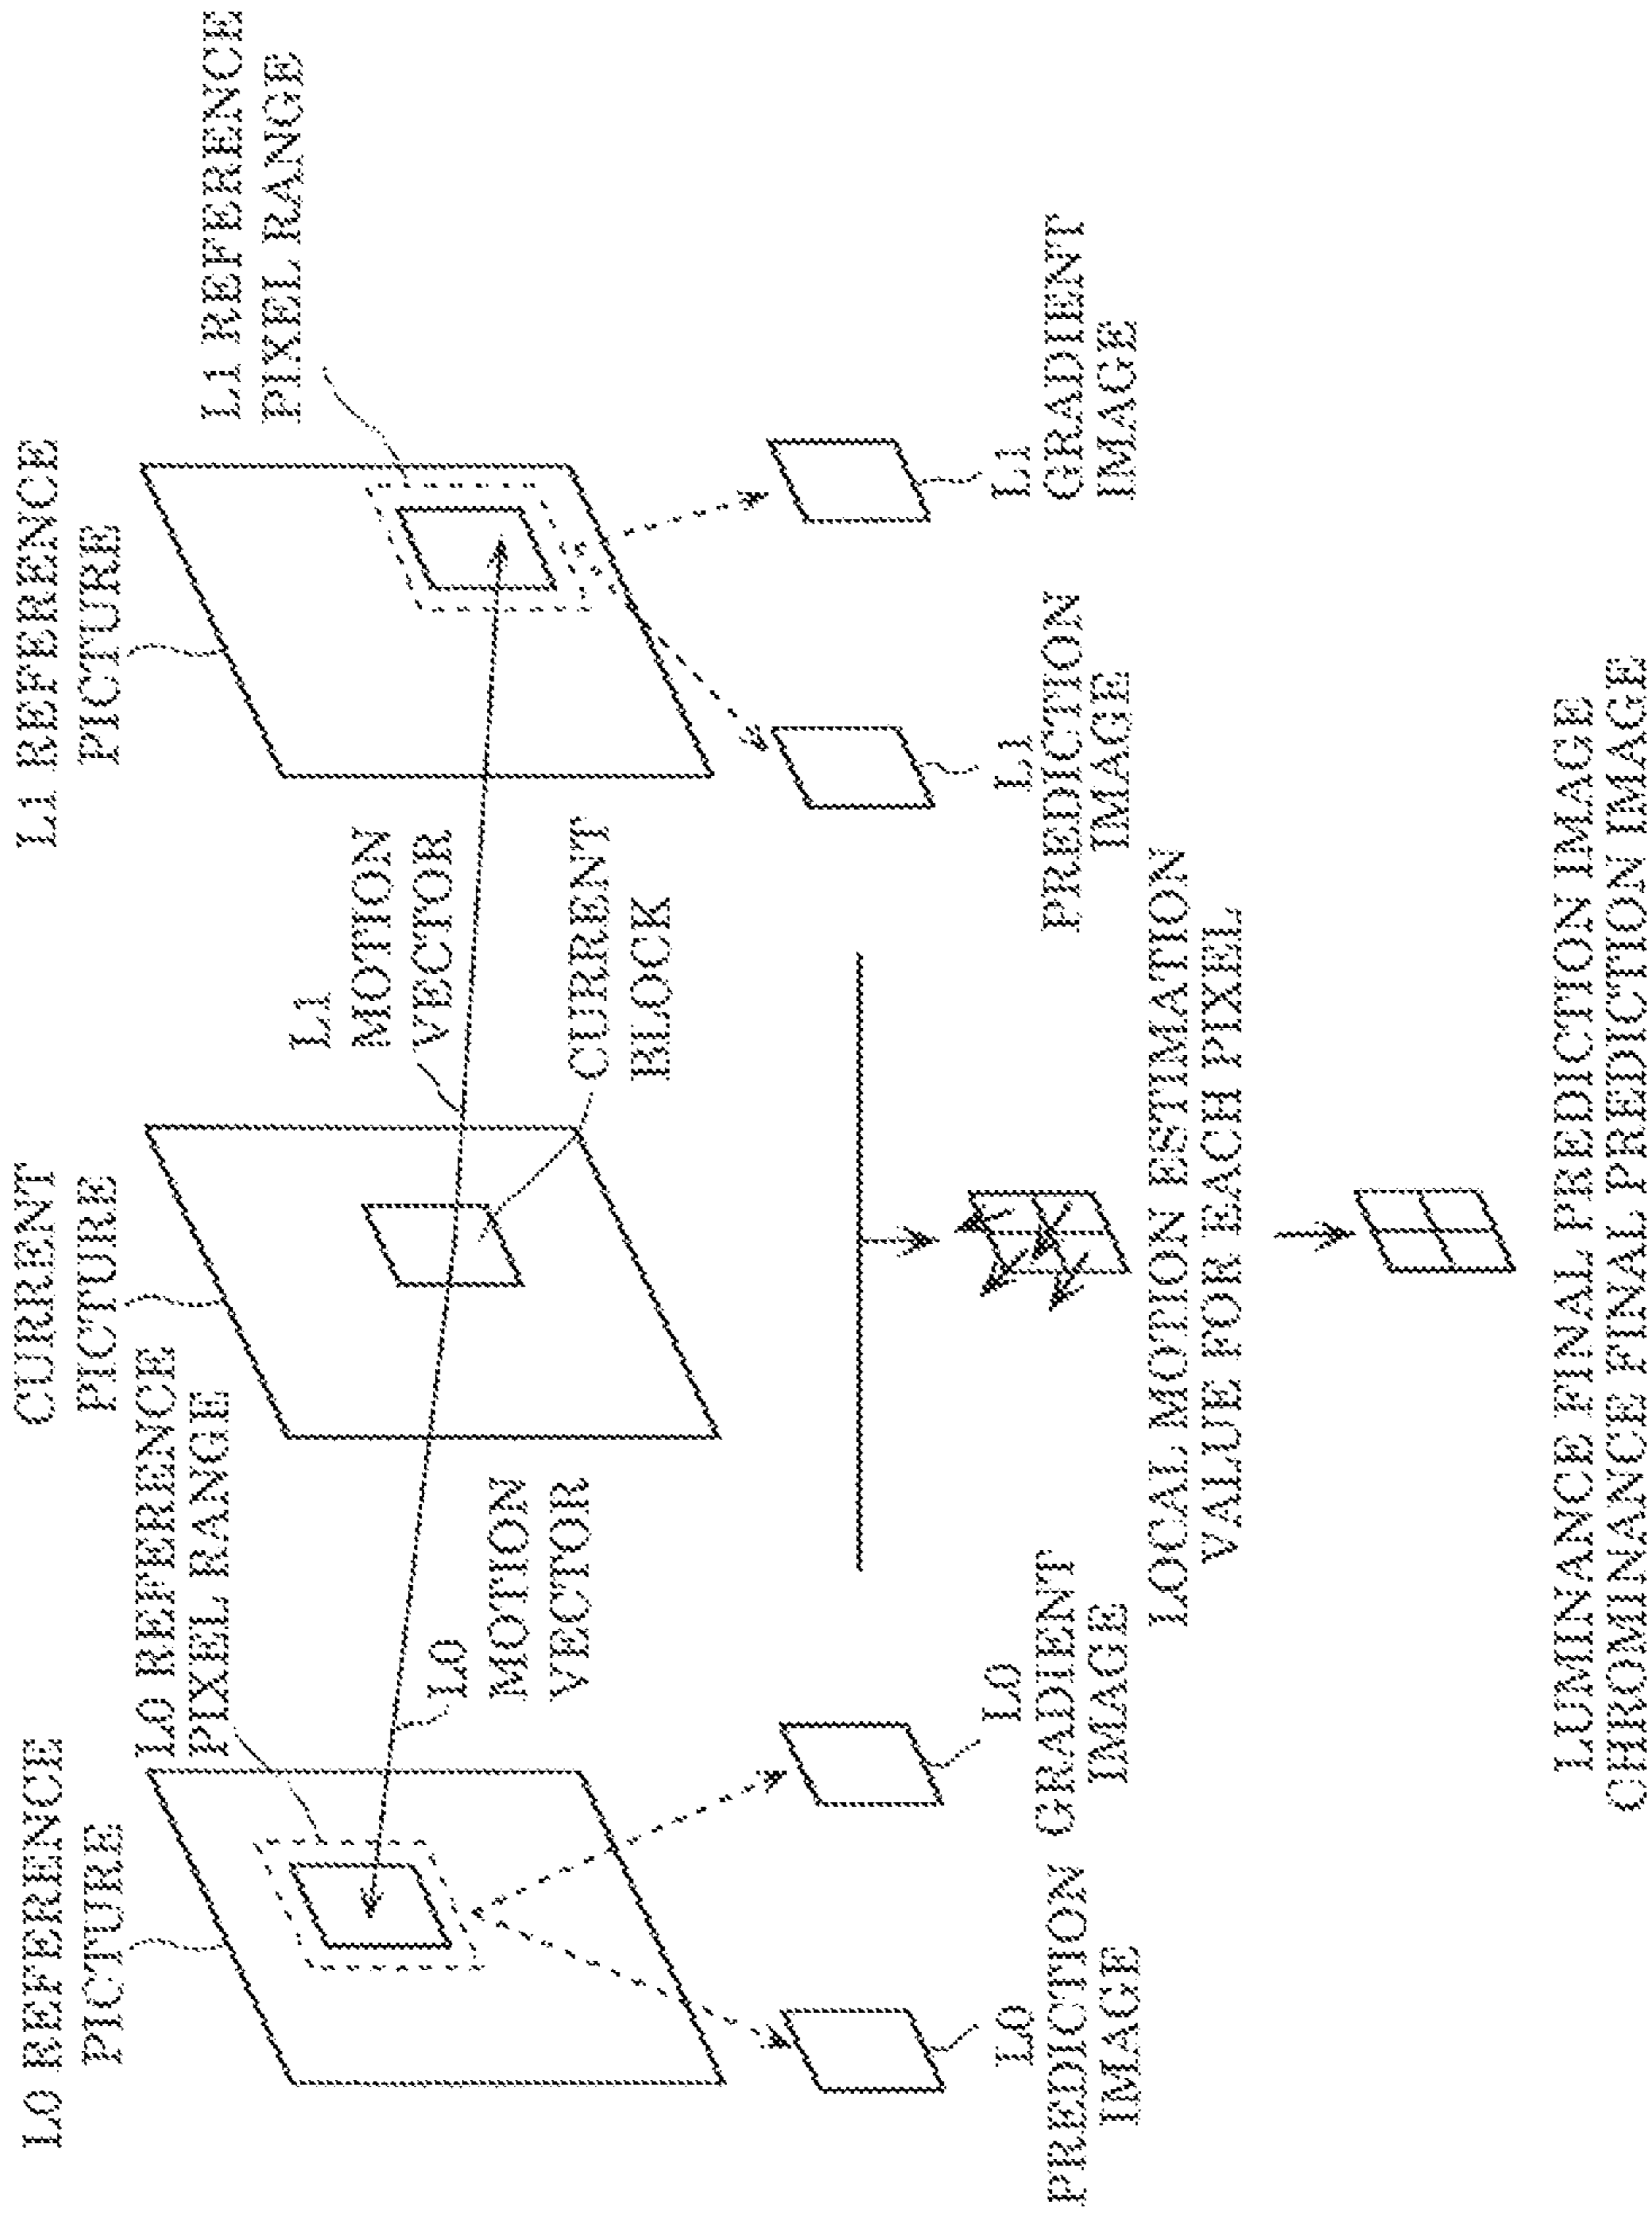 L0 REFERENCE
PICTURE
L0 REFERENCE
PIXEL RANGE
CURRENT
PICTURE
L1 REFERENCE
PICTURE
L1 REFERENCE
PIXEL RANGE
L0
MOTION
VECTOR
L1
MOTION
VECTOR
CURRENT
BLOCK
L0
PREDICTION
IMAGE
L0
GRADIENT
IMAGE
L1
PREDICTION
IMAGE
L1
GRADIENT
IMAGE
LOCAL MOTION ESTIMATION
VALUE FOR EACH PIXEL
LUMINANCE FINAL PREDICTION IMAGE
CHROMINANCE FINAL PREDICTION IMAGE